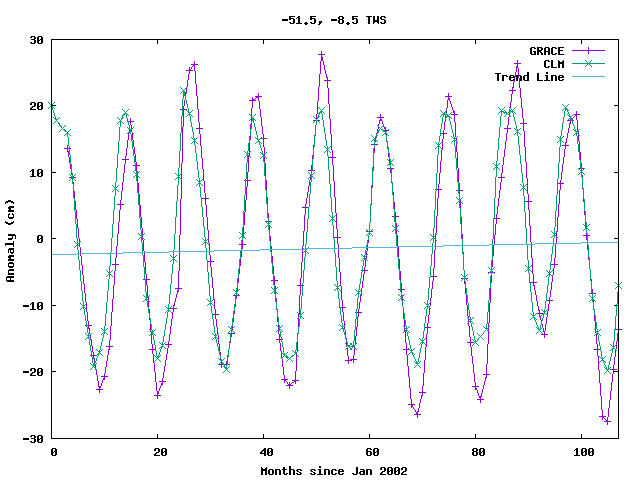 -51.5, -8.5 TWS
30
20
10
0
-10
-20
-30
Anomaly (cm)
GRACE
CLM
Trend Line
0 20 40 60 80 100
Months since Jan 2002